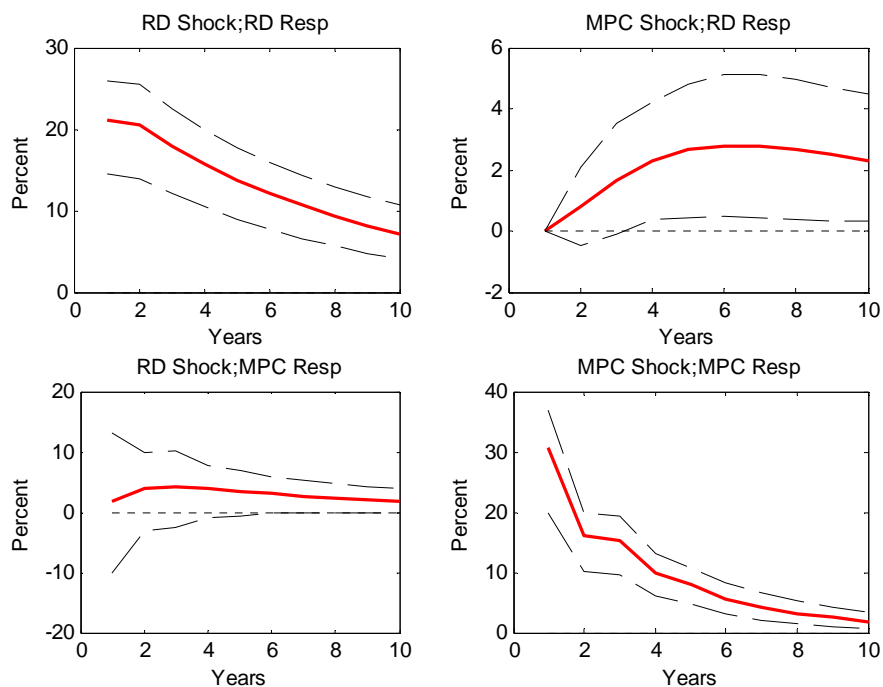 RD Shock;RD Resp
30
20
10
0
Percent
0 2 4 6 8 10
Years
MPC Shock;RD Resp
6
4
2
0
-2
Percent
0 2 4 6 8 10
Years
RD Shock;MPC Resp
20
10
0
-10
-20
Percent
0 2 4 6 8 10
Years
MPC Shock;MPC Resp
40
30
20
10
0
Percent
0 2 4 6 8 10
Years